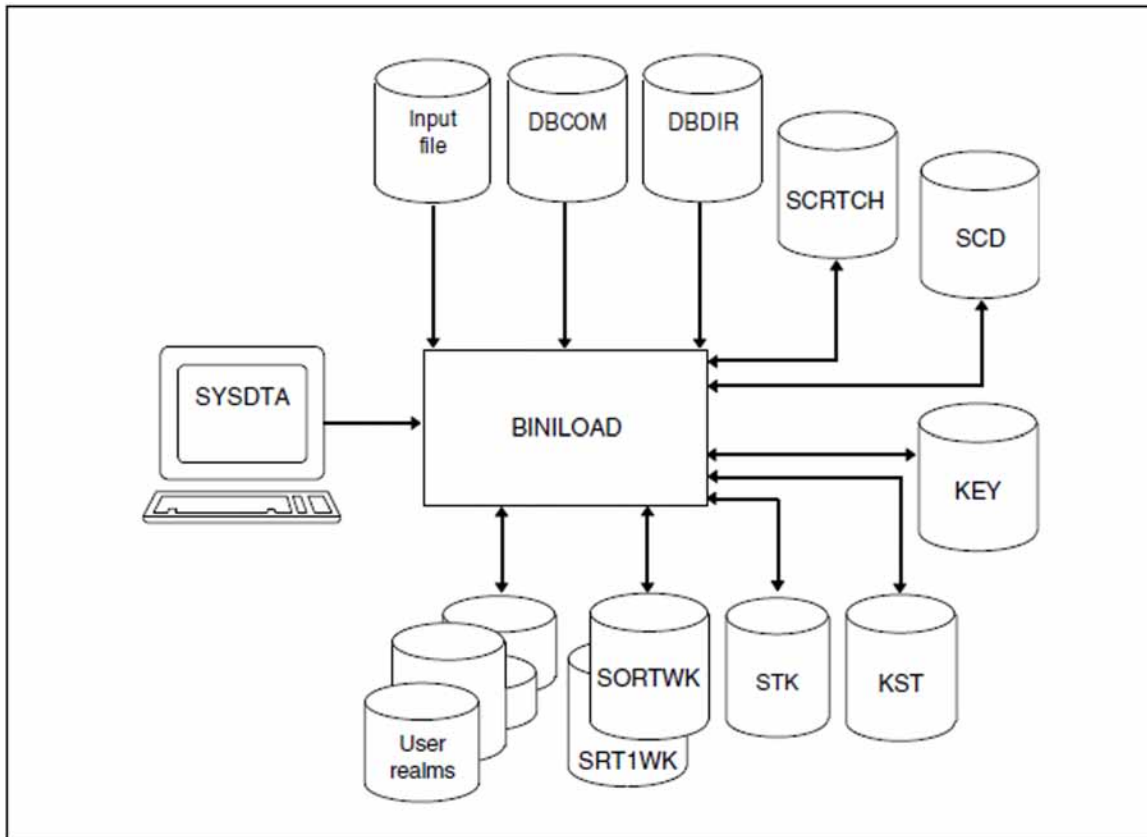 Input
file
DBCOM
DBDIR
SCRTCH
SCD
SYSDTA
BINILOAD
KEY
SORTWK
STK
KST
User
realms
SRT1WK